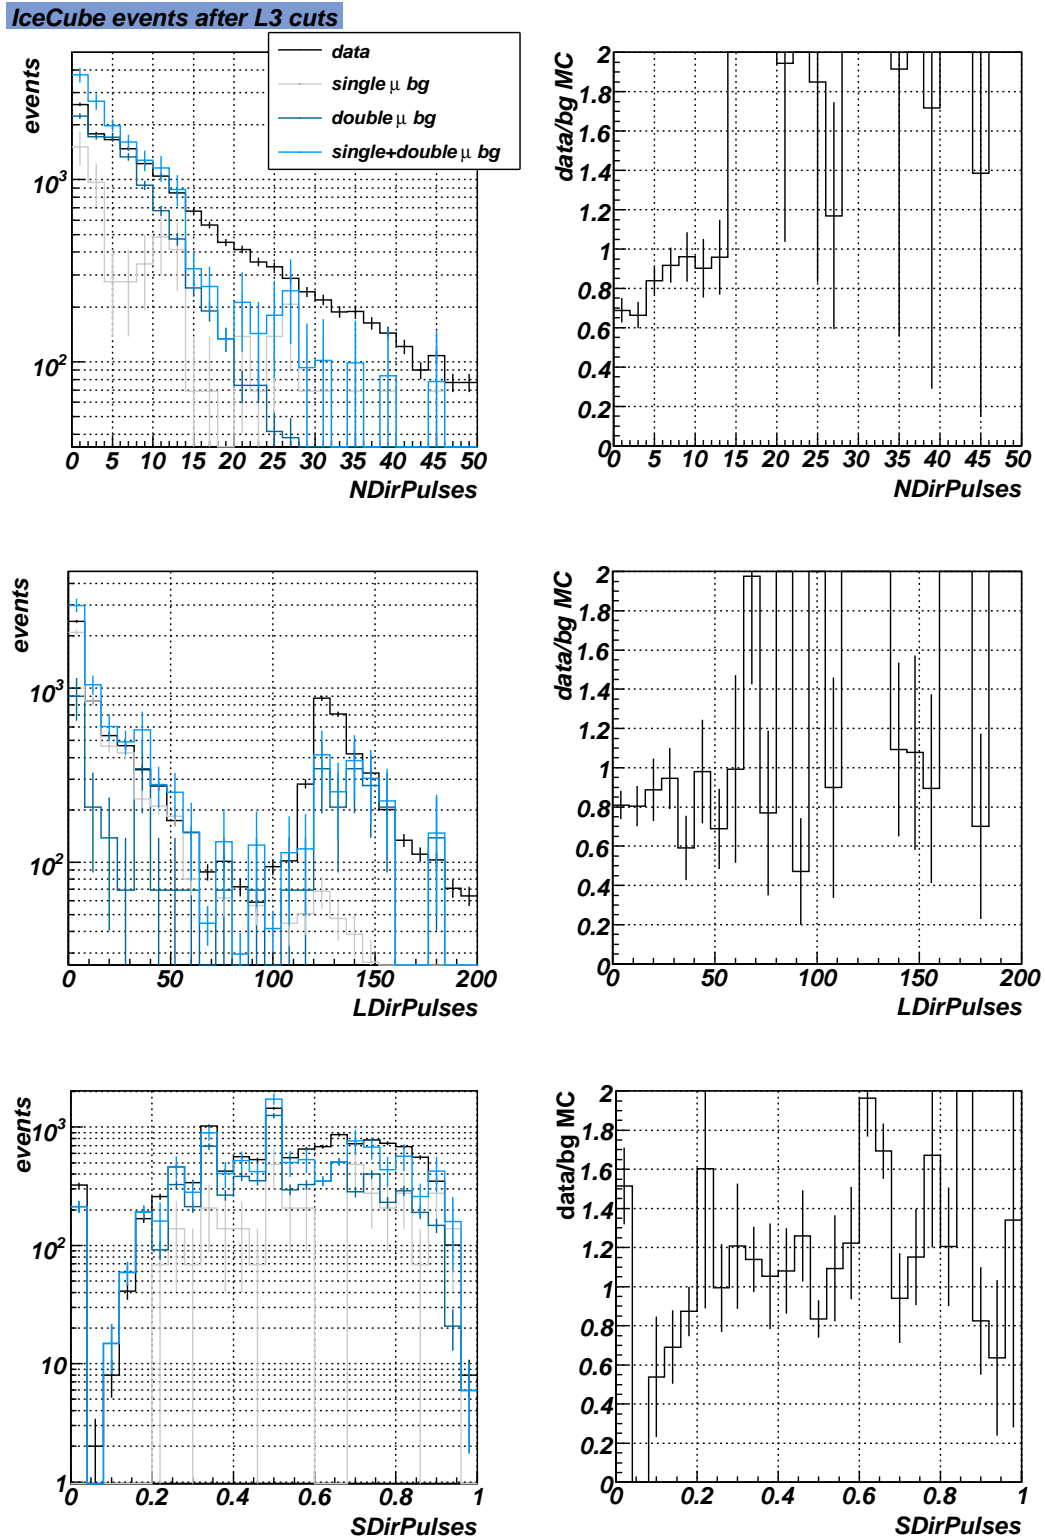 IceCube events after L3 cuts
events
10³
10²
0 5 10 15 20 25 30 35 40 45 50
NDirPulses
data
single μ bg
double μ bg
single+double μ bg
data/bg MC
2
1.8
1.6
1.4
1.2
1
0.8
0.6
0.4
0.2
0
0 5 10 15 20 25 30 35 40 45 50
NDirPulses
events
10³
10²
0 50 100 150 200
LDirPulses
data/bg MC
2
1.8
1.6
1.4
1.2
1
0.8
0.6
0.4
0.2
0
0 50 100 150 200
LDirPulses
events
10³
10²
10
1
0 0.2 0.4 0.6 0.8 1
SDirPulses
data/bg MC
2
1.8
1.6
1.4
1.2
1
0.8
0.6
0.4
0.2
0
0 0.2 0.4 0.6 0.8 1
SDirPulses